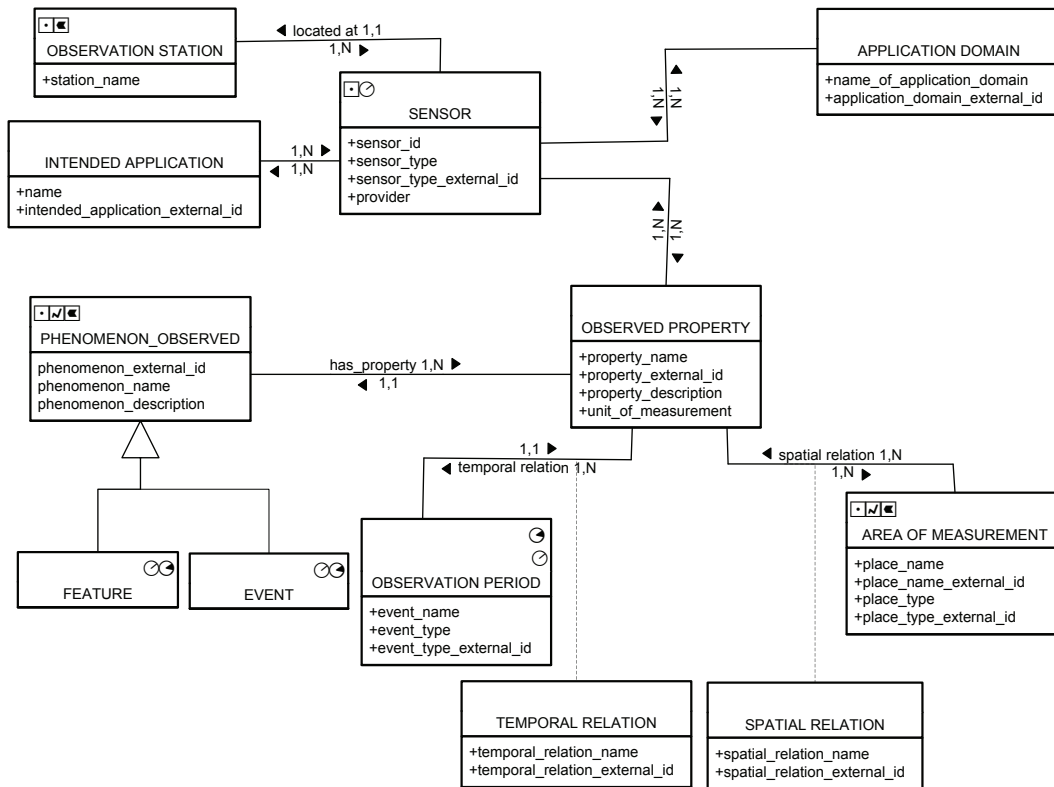 OBSERVATION STATION
+station_name
located at 1,1
1,N
SENSOR
+sensor_id
+sensor_type
+sensor_type_external_id
+provider
APPLICATION DOMAIN
+name_of_application_domain
+application_domain_external_id
1,N
1,N
INTENDED APPLICATION
+name
+intended_application_external_id
1,N
1,N
1,N
1,N
PHENOMENON_OBSERVED
phenomenon_external_id
phenomenon_name
phenomenon_description
has_property 1,N
1,1
OBSERVED PROPERTY
+property_name
+property_external_id
+property_description
+unit_of_measurement
1,1
temporal relation 1,N
spatial relation 1,N
1,N
FEATURE
EVENT
OBSERVATION PERIOD
+event_name
+event_type
+event_type_external_id
AREA OF MEASUREMENT
+place_name
+place_name_external_id
+place_type
+place_type_external_id
TEMPORAL RELATION
+temporal_relation_name
+temporal_relation_external_id
SPATIAL RELATION
+spatial_relation_name
+spatial_relation_external_id